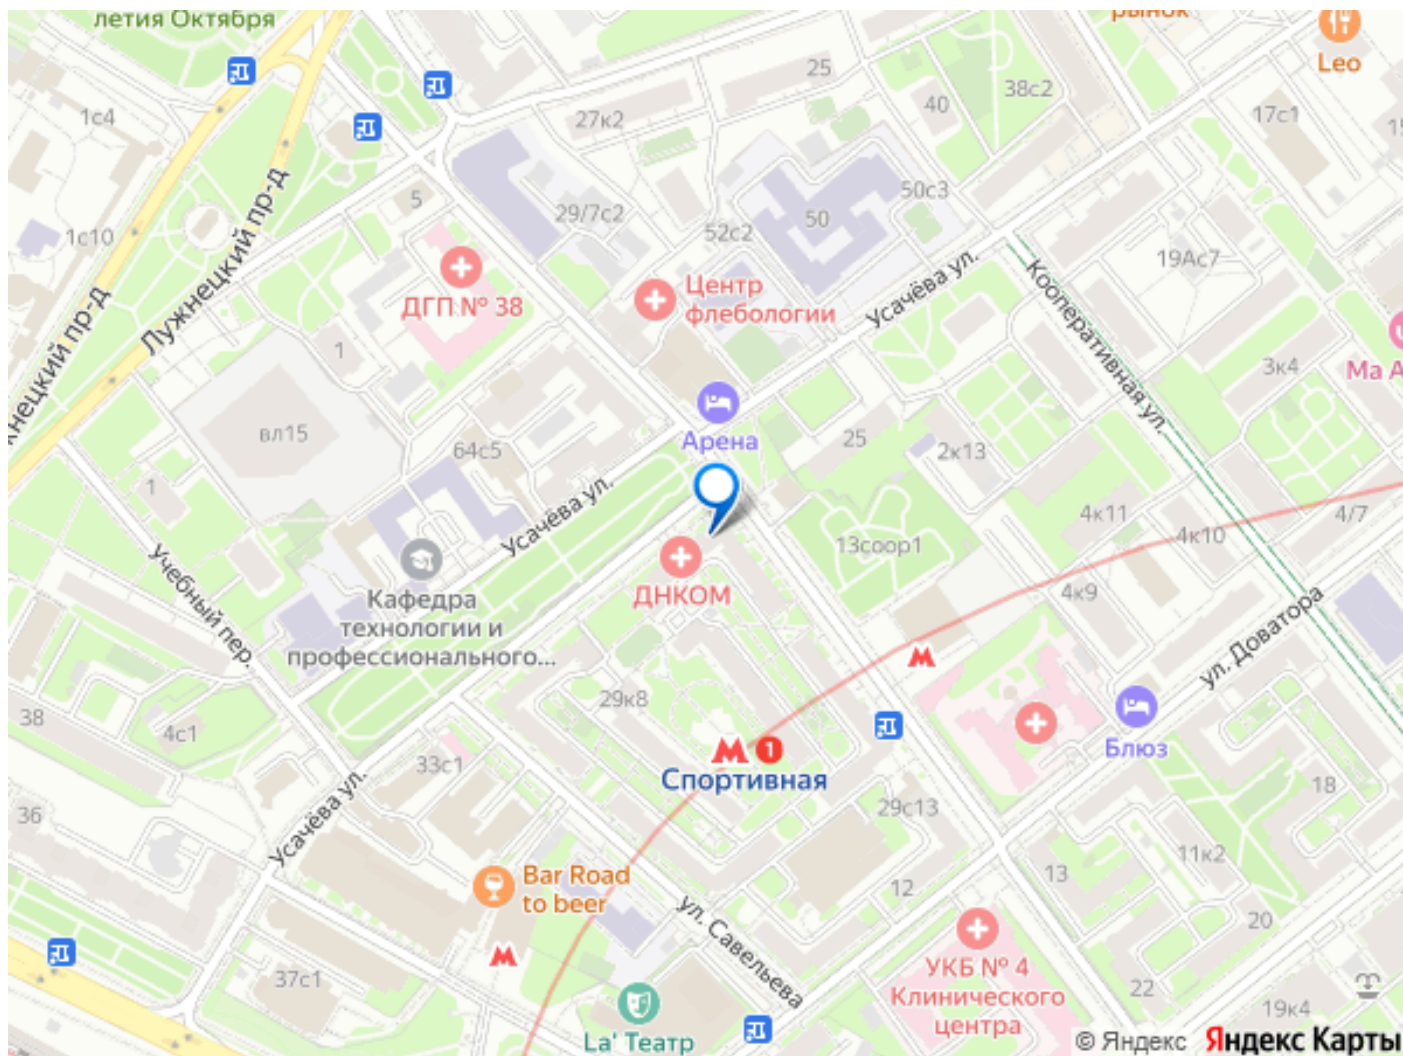 летия Октября
рынок
Leo
25
38с2
40
17с1
1с4
27к2
50с3
5
29/7с2
52с2
50
1с10
19Ас7
ДГП № 38
Центр
флебологии
Усачёва ул.
Кооперативная ул.
Лужнецкий пр-д
1
3к4
Ма
Арена
вл15
64с5
25
2к13
1
Усачёва ул.
4к11
4/7
4к10
13соор1
Учебный пер.
ДНКОМ
4к9
Кафедра
технологии и
профессионального...
ул. Доватора
29к8
38
4с1
33с1
Блюз
1
Спортивная
18
36
29с13
Усачёва ул.
11к2
Bar Road
to beer
12
13
20
ул. Савельева
37с1
УКБ № 4
Клинического
центра
22
19к4
La' Театр
© Яндекс
Яндекс Карты